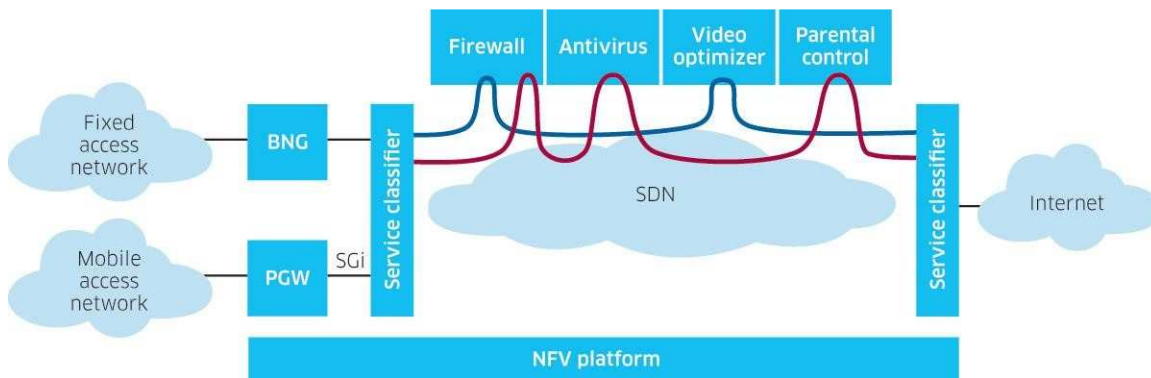 Firewall
Antivirus
Video
optimizer
Parental
control
Fixed
access
network
BNG
Service classifier
SDN
Service classifier
Internet
Mobile
access
network
PGW
SGi
NFV platform